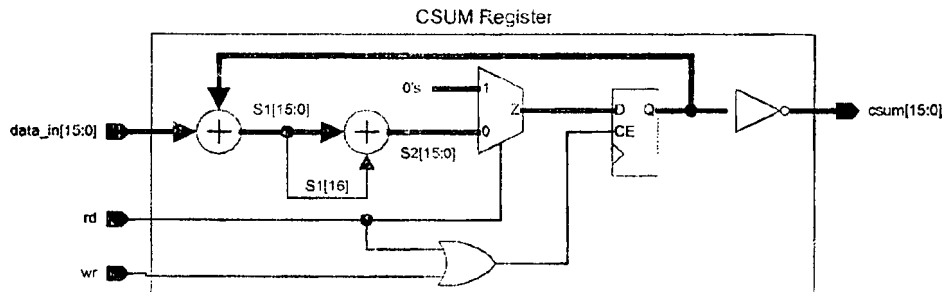 CSUM Register
0's
1
S1[15:0]
Z
D
Q
data_in[15:0]
csum[15:0]
0
CE
S2[15:0]
S1[16]
rd
wr